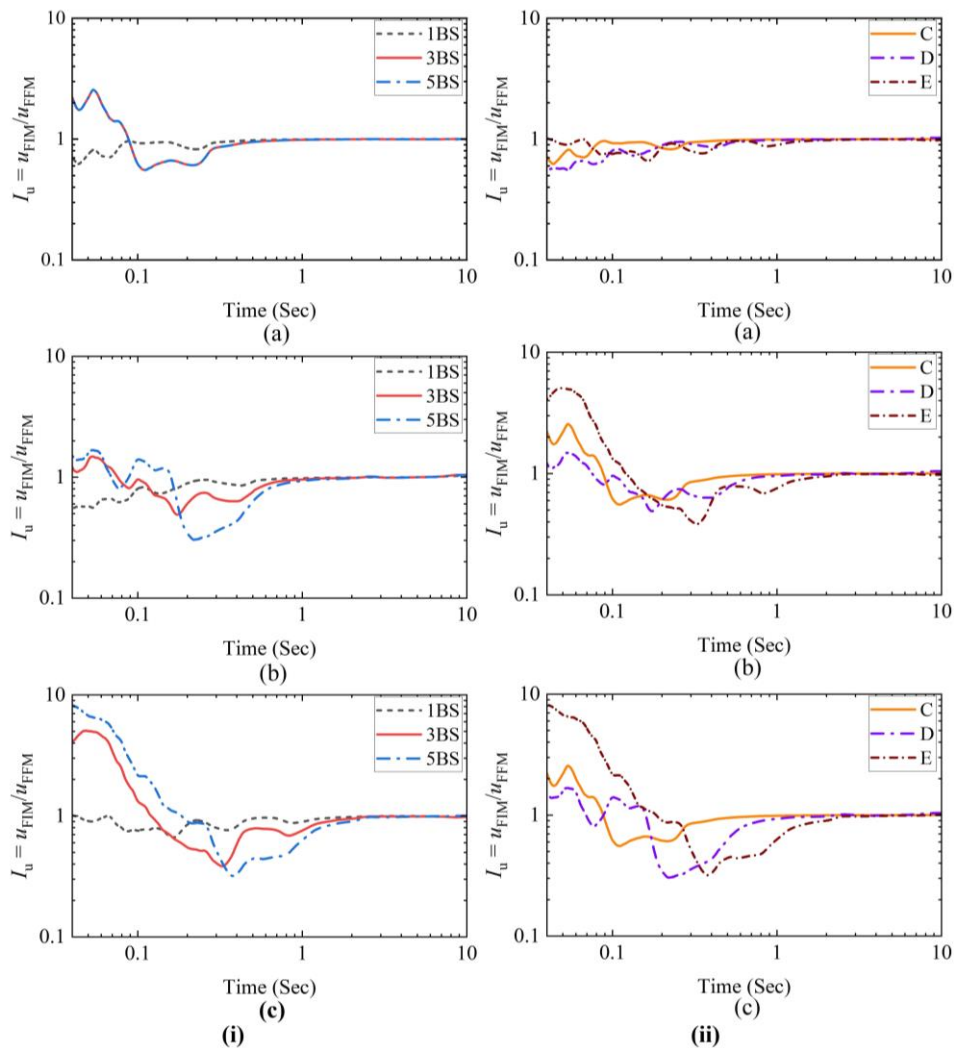 10
1
0.1
I_u = u_FIM/u_FFM
1BS
3BS
5BS
0.1
1
10
Time (Sec)
(a)
10
1
0.1
I_u = u_FIM/u_FFM
C
D
E
0.1
1
10
Time (Sec)
(a)
10
1
0.1
I_u = u_FIM/u_FFM
1BS
3BS
5BS
0.1
1
10
Time (Sec)
(b)
10
1
0.1
I_u = u_FIM/u_FFM
C
D
E
0.1
1
10
Time (Sec)
(b)
10
1
0.1
I_u = u_FIM/u_FFM
1BS
3BS
5BS
0.1
1
10
Time (Sec)
(c)
(i)
10
1
0.1
I_u = u_FIM/u_FFM
C
D
E
0.1
1
10
Time (Sec)
(c)
(ii)